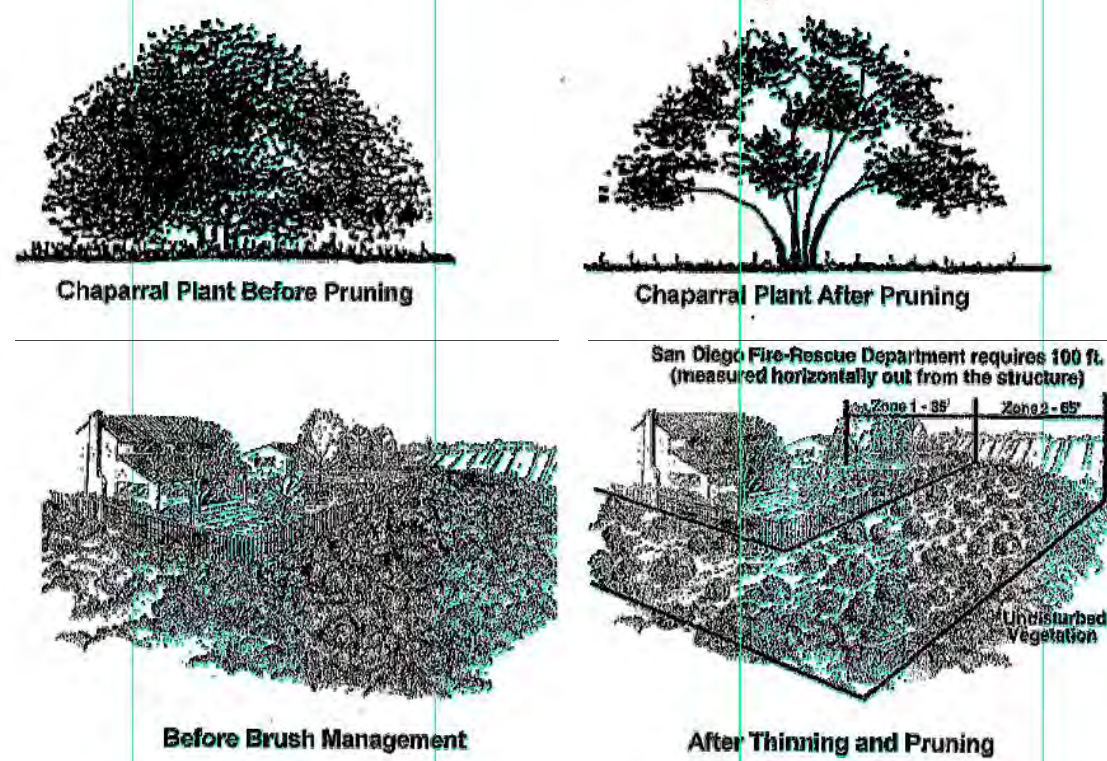 Chaparral Plant Before Pruning
Chaparral Plant After Pruning
San Diego Fire-Rescue Department requires 100 ft.
(measured horizontally out from the structure)
Zone 1 - 35' Zone 2 - 65'
Undisturbed
Vegetation
Before Brush Management
After Thinning and Pruning